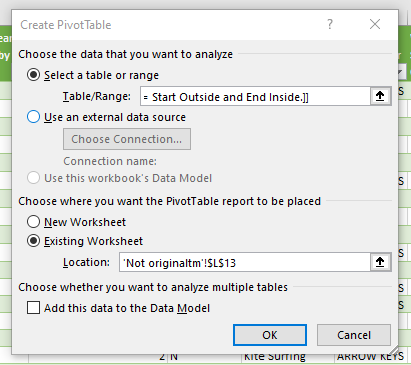 Create PivotTable
Choose the data that you want to analyze
Select a table or range
Table/Range: = Start Outside and End Inside,]]
Use an external data source
Choose Connection...
Connection name:
Use this workbook's Data Model
Choose where you want the PivotTable report to be placed
New Worksheet
Existing Worksheet
Location: 'Not originaltm'!$L$13
Choose whether you want to analyze multiple tables
Add this data to the Data Model
OK Cancel
2 N Kite Surfing ARROW KEYS